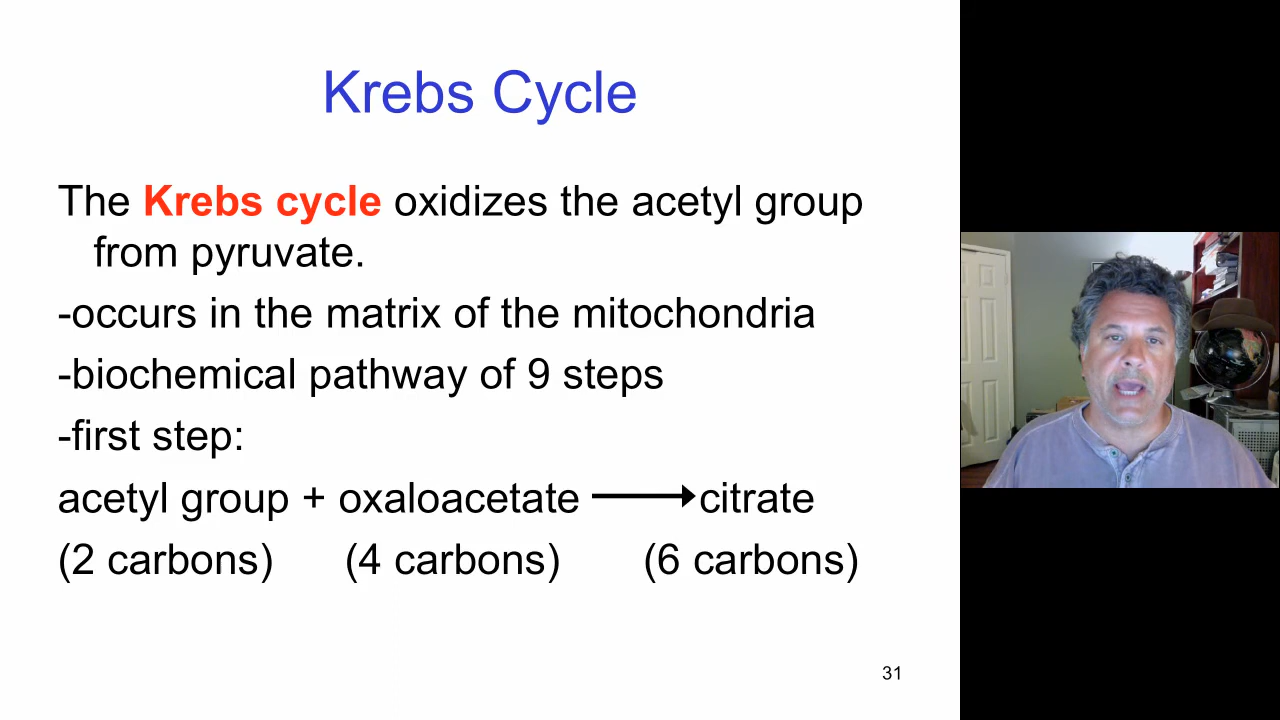 Krebs Cycle
The Krebs cycle oxidizes the acetyl group
from pyruvate.
-occurs in the matrix of the mitochondria
-biochemical pathway of 9 steps
-first step:
acetyl group + oxaloacetate ⟶ citrate
(2 carbons) (4 carbons) (6 carbons)
31